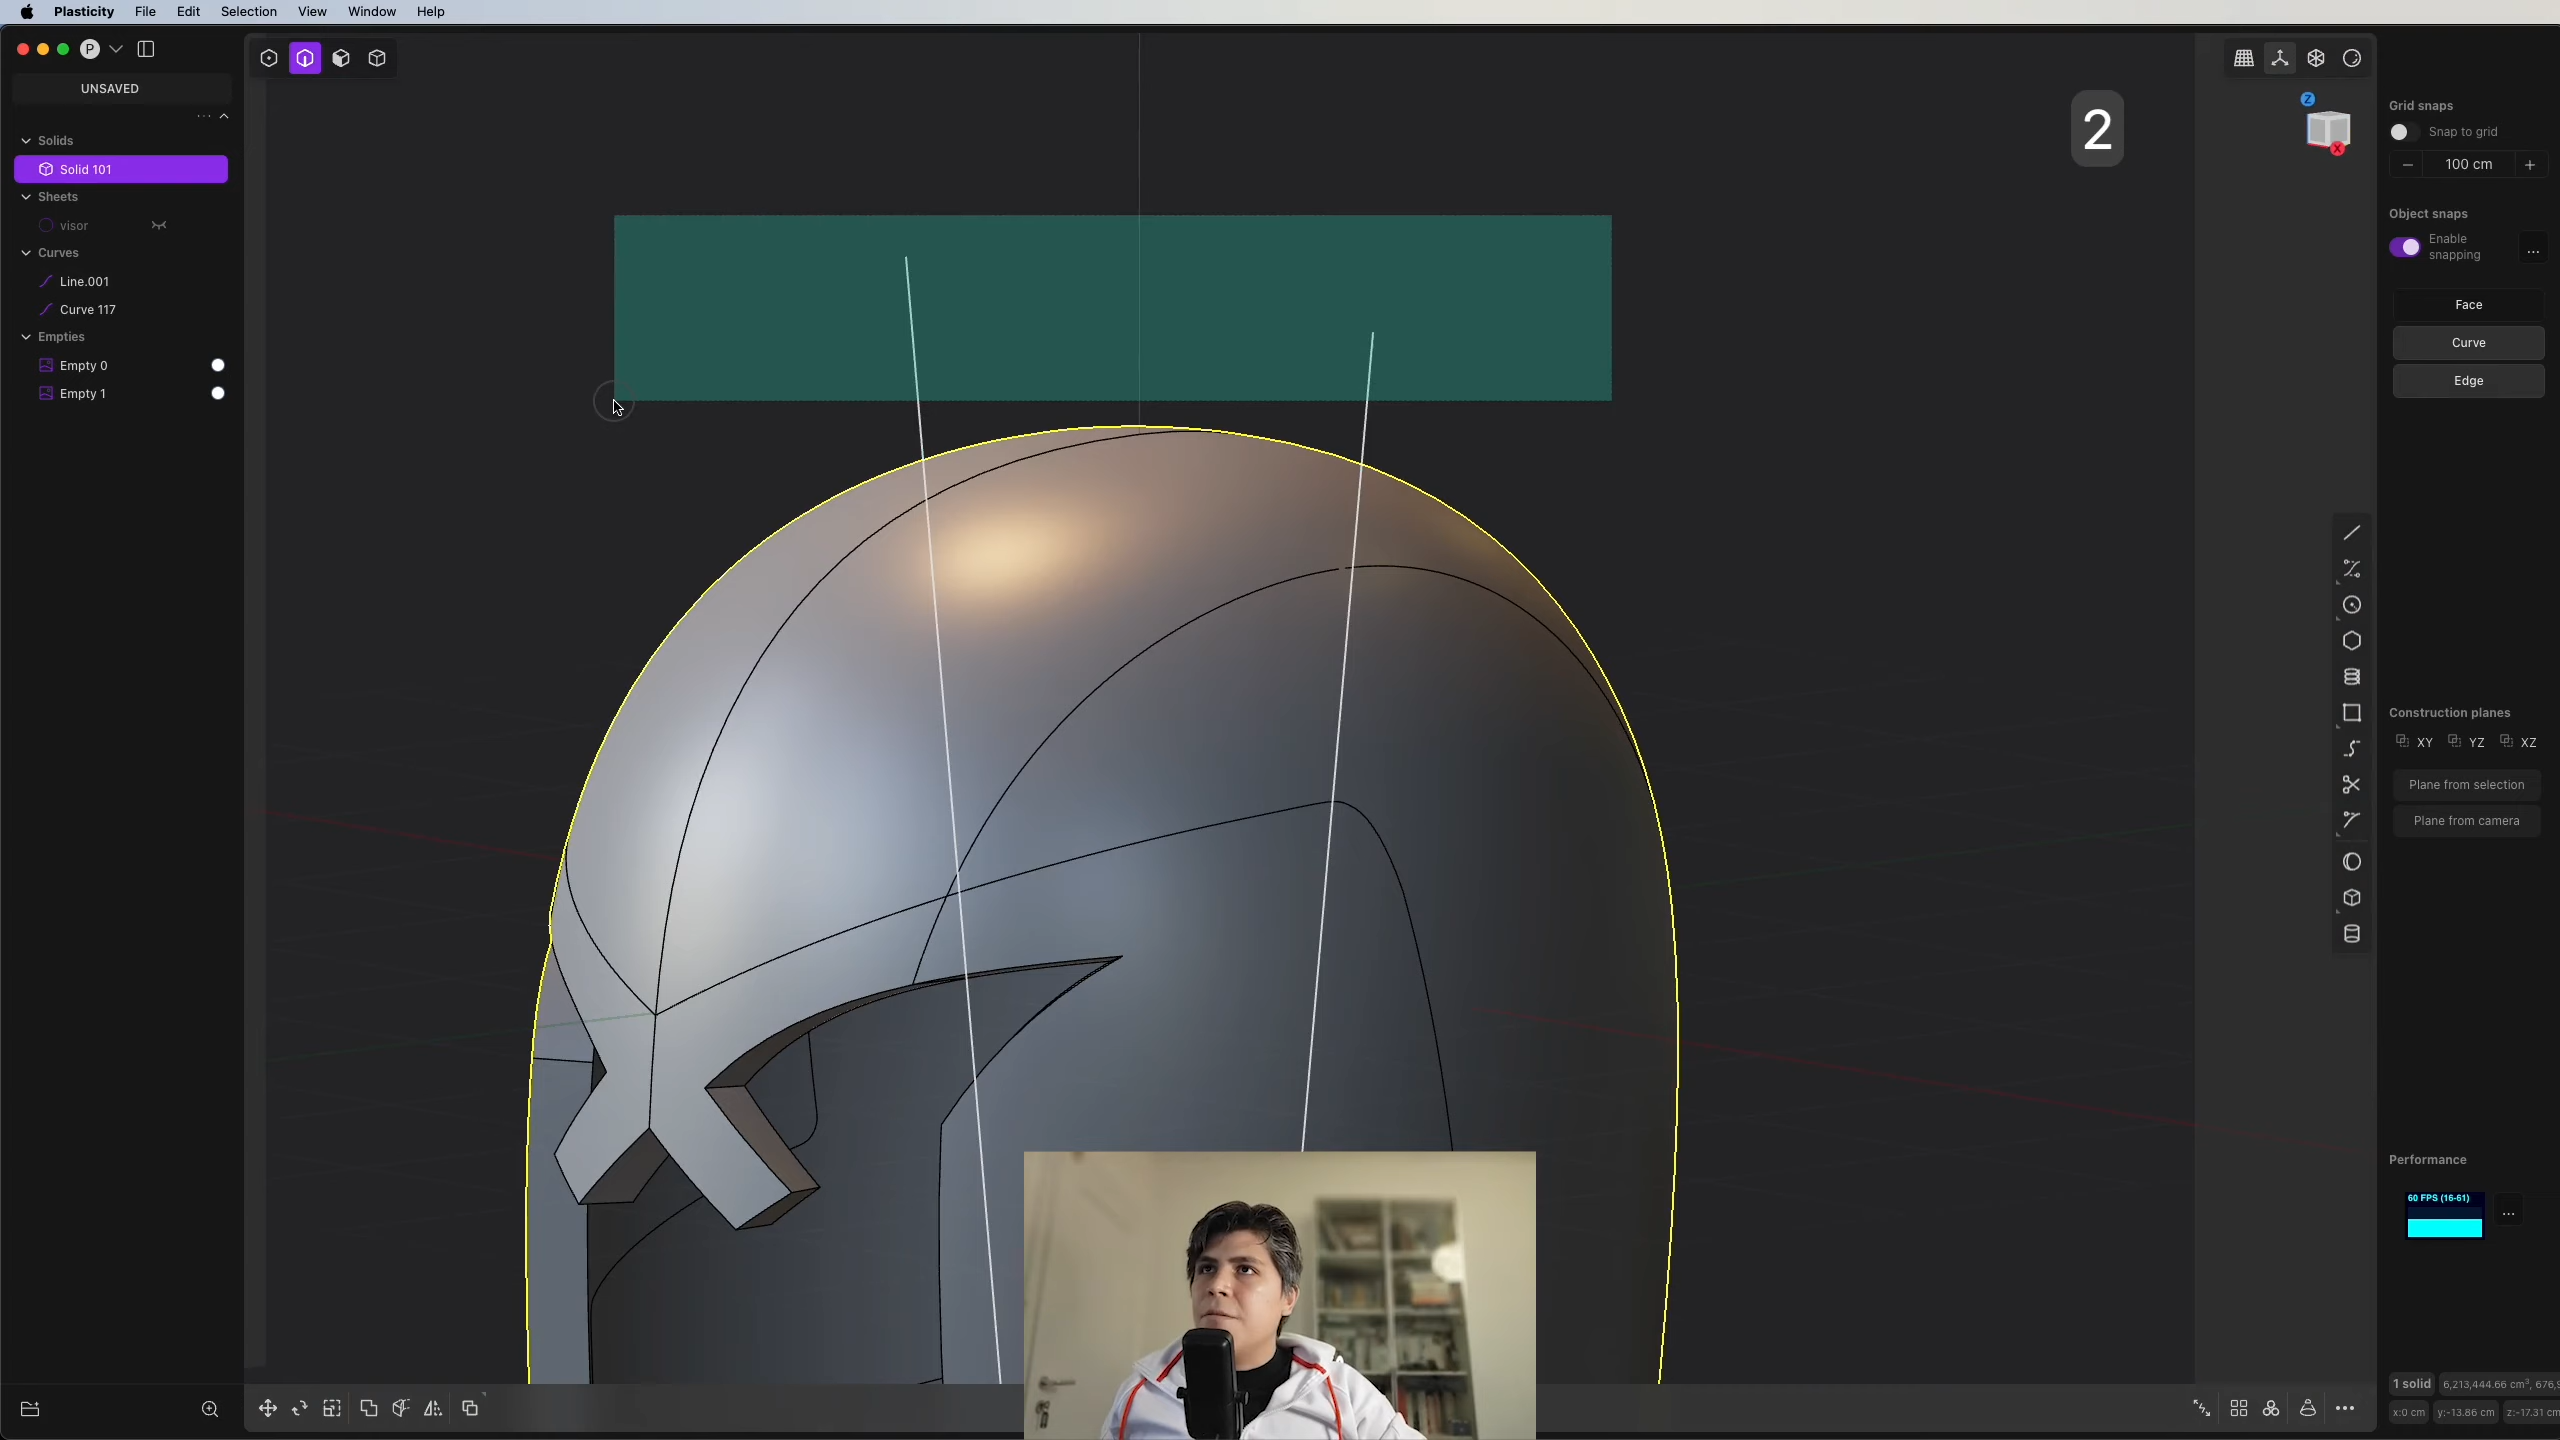 Plasticity File Edit Selection View Window Help
P
UNSAVED
Solids
Solid 101
Sheets
visor
Curves
Line.001
Curve 117
Empties
Empty 0
Empty 1
2
Z
X
Grid snaps
Snap to grid
100 cm
Object snaps
Enable snapping
Face
Curve
Edge
Construction planes
XY YZ XZ
Plane from selection
Plane from camera
Performance
60 FPS (16-61)
1 solid 6,213,444.66 cm³, 676,9
x:0 cm y:-13.86 cm z:-17.31 cm